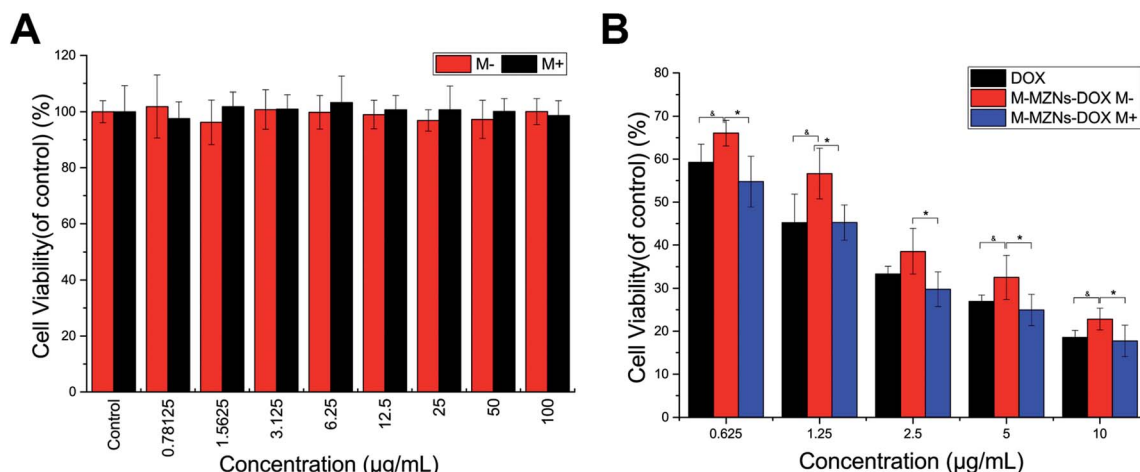 A
Cell Viability(of control) (%)
120
100
80
60
40
20
0
M-
M+
Control
0.78125
1.5625
3.125
6.25
12.5
25
50
100
Concentration (μg/mL)
B
Cell Viability(of control) (%)
80
70
60
50
40
30
20
10
0
DOX
M-MZNs-DOX M-
M-MZNs-DOX M+
& *
& *
*
& *
& *
0.625
1.25
2.5
5
10
Concentration (μg/mL)